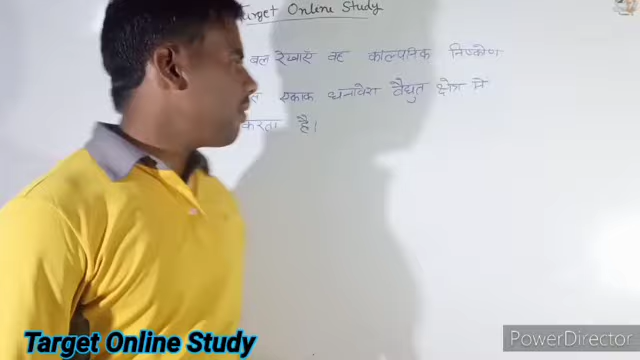 Target Online Study
बल रेखाऐं वह काल्पनिक निष्कोण
एकांक धनावेश वैद्युत क्षेत्र में
करता है।
Target Online Study
PowerDirector